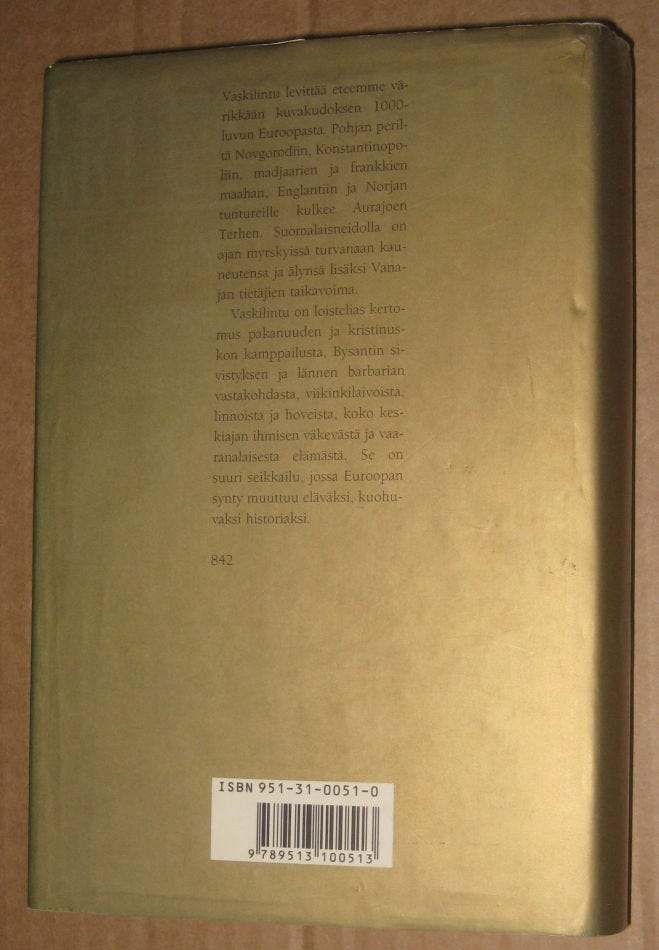 Vaskilintu levittää eteemme vä-
rikkään kuvakudoksen 1000-
luvun Euroopasta. Pohjan peril-
tä Novgorodiin, Konstantinopo-
liin, madjaarien ja frankkien
maahan, Englantiin ja Norjan
tuntureille kulkee Aurajoen
Terhen. Suomalaisneidolla on
ajan myrskyissä turvanaan kau-
neutensa ja älynsä lisäksi Vana-
jan tietäjien taikavoima.
Vaskilintu on loistelias kerto-
mus pakanuuden ja kristinus-
kon kamppailusta, Bysantin si-
vistyksen ja lännen barbarian
vastakohdasta, viikinkilaivoista,
linnoista ja hoveista, koko kes-
kiajan ihmisen väkevästä ja vaa-
ranalaisesta elämästä. Se on
suuri seikkailu, jossa Euroopan
synty muuttuu eläväksi, kuohu-
vaksi historiaksi.
842
ISBN 951-31-0051-0
9 789513 100513